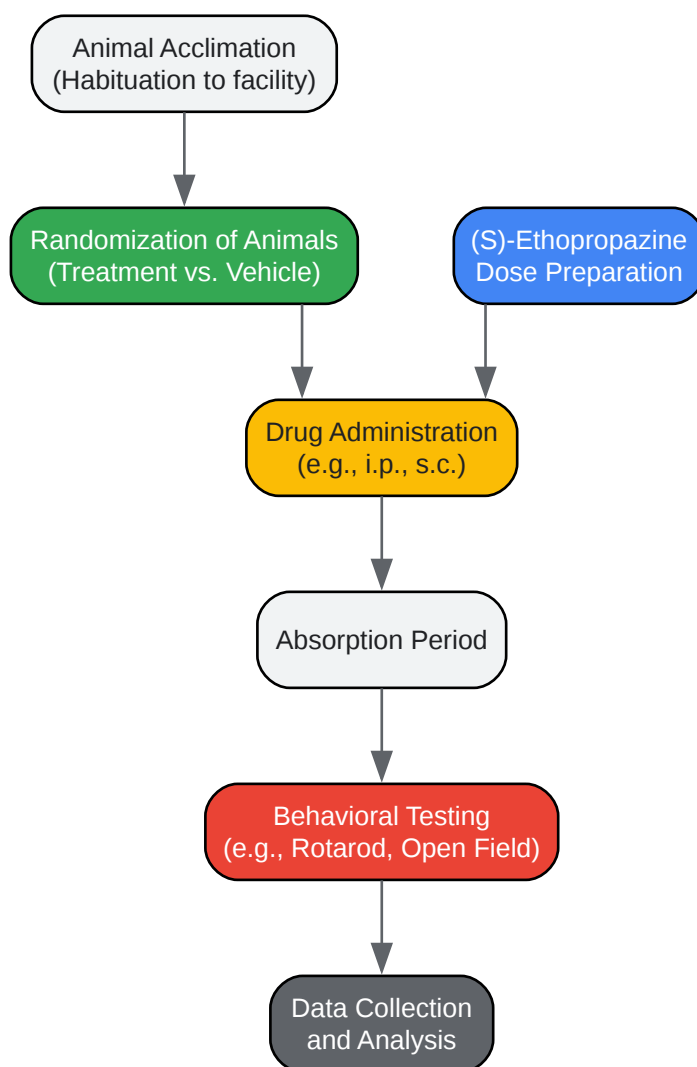 Animal Acclimation
(Habituation to facility)
Randomization of Animals
(Treatment vs. Vehicle)
(S)-Ethopropazine
Dose Preparation
Drug Administration
(e.g., i.p., s.c.)
Absorption Period
Behavioral Testing
(e.g., Rotarod, Open Field)
Data Collection
and Analysis